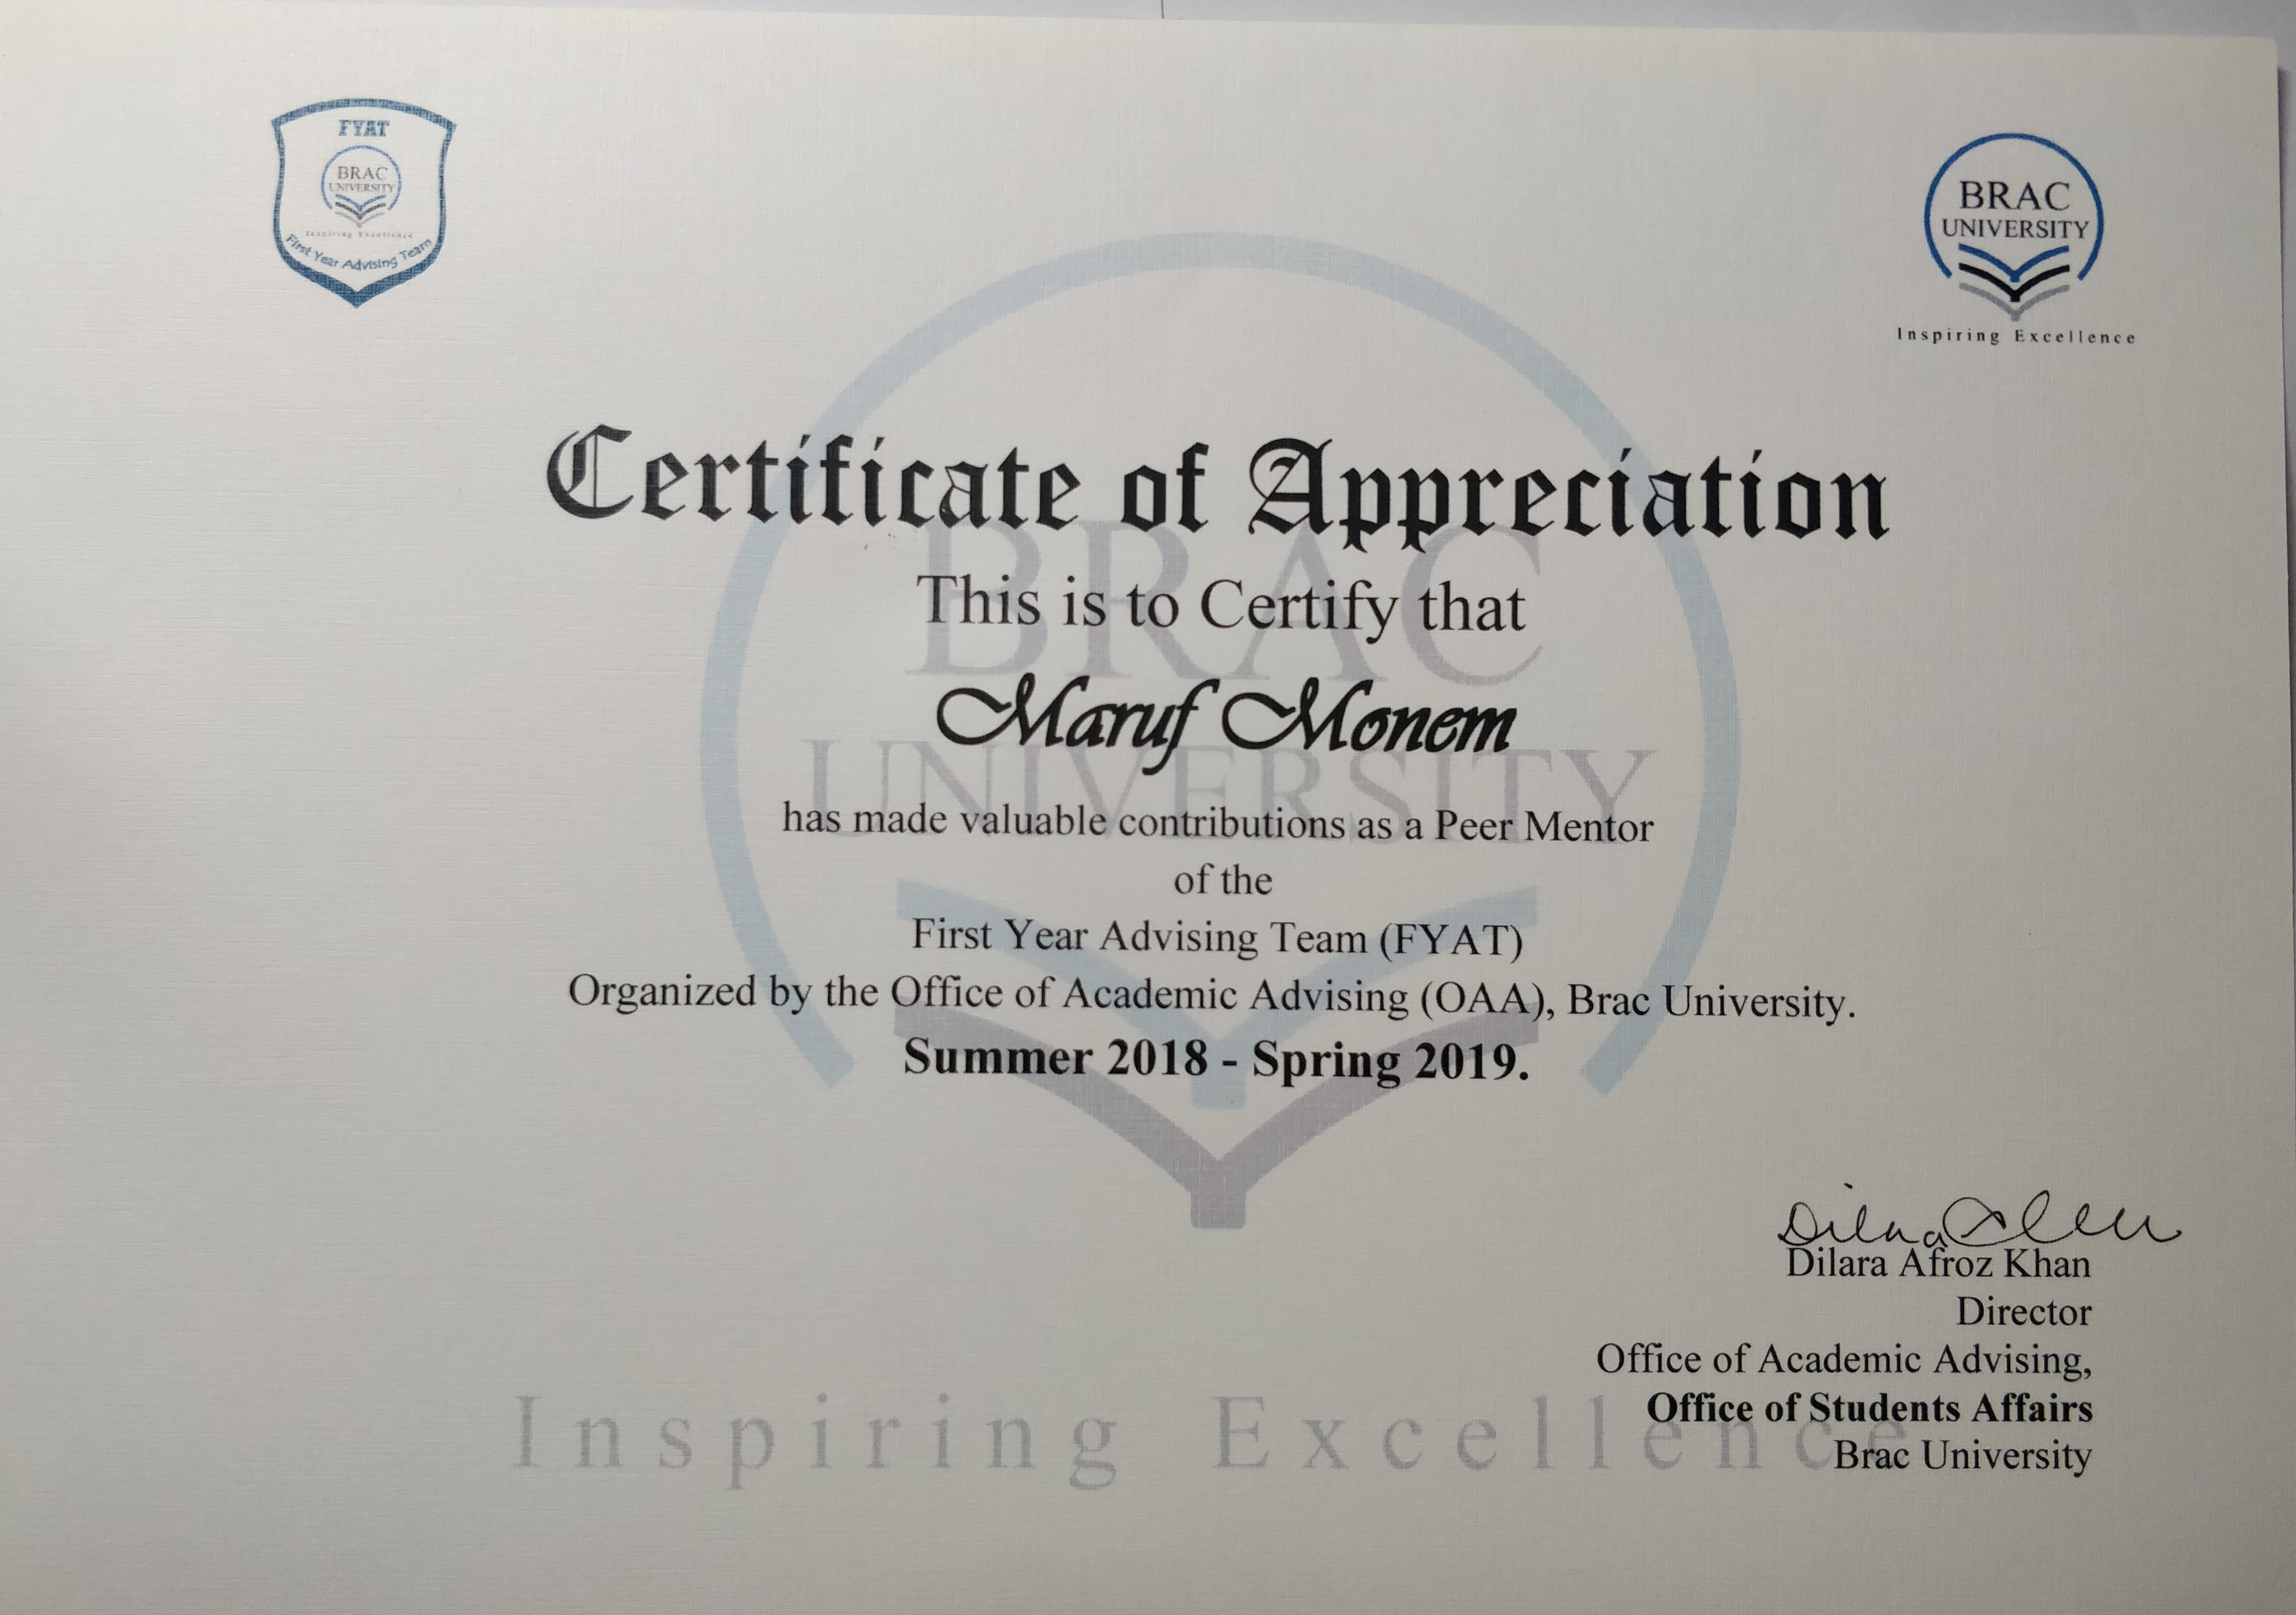 FYAT
BRAC
UNIVERSITY
Inspiring Excellence
First Year Advising Team
BRAC
UNIVERSITY
Inspiring Excellence
Certificate of Appreciation
This is to Certify that
Maruf Monem
has made valuable contributions as a Peer Mentor
of the
First Year Advising Team (FYAT)
Organized by the Office of Academic Advising (OAA), Brac University.
Summer 2018 - Spring 2019.
BRAC
UNIVERSITY
Dilara Afroz Khan
Director
Office of Academic Advising,
Office of Students Affairs
Brac University
Inspiring Excellence